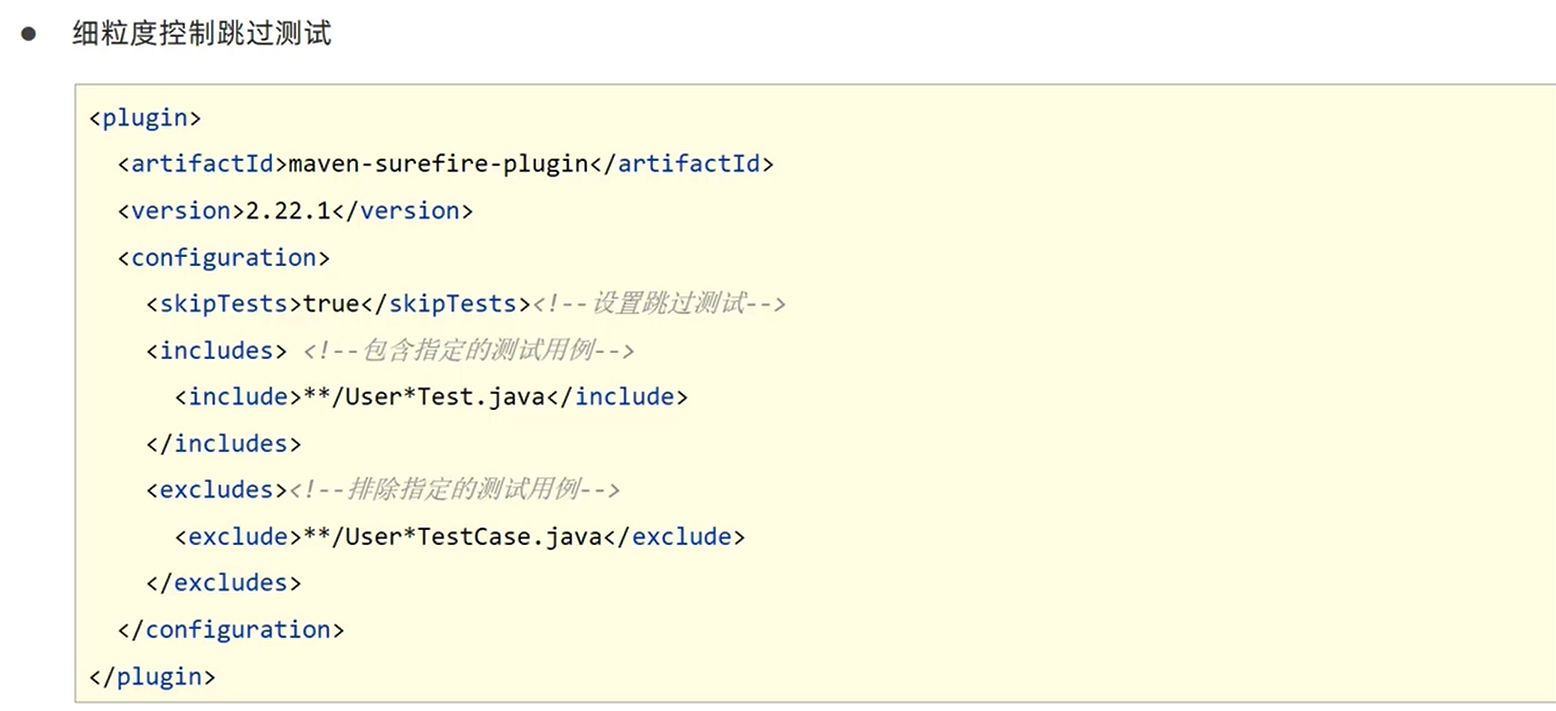 ● 细粒度控制跳过测试
<plugin>
  <artifactId>maven-surefire-plugin</artifactId>
  <version>2.22.1</version>
  <configuration>
    <skipTests>true</skipTests><!--设置跳过测试-->
    <includes> <!--包含指定的测试用例-->
      <include>**/User*Test.java</include>
    </includes>
    <excludes><!--排除指定的测试用例-->
      <exclude>**/User*TestCase.java</exclude>
    </excludes>
  </configuration>
</plugin>